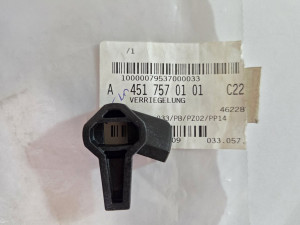 /1
10000079537000033
A 451 757 01 01 C22
VERRIEGELUNG
46228
033/PB/PZ02/PP14
09 033.057.